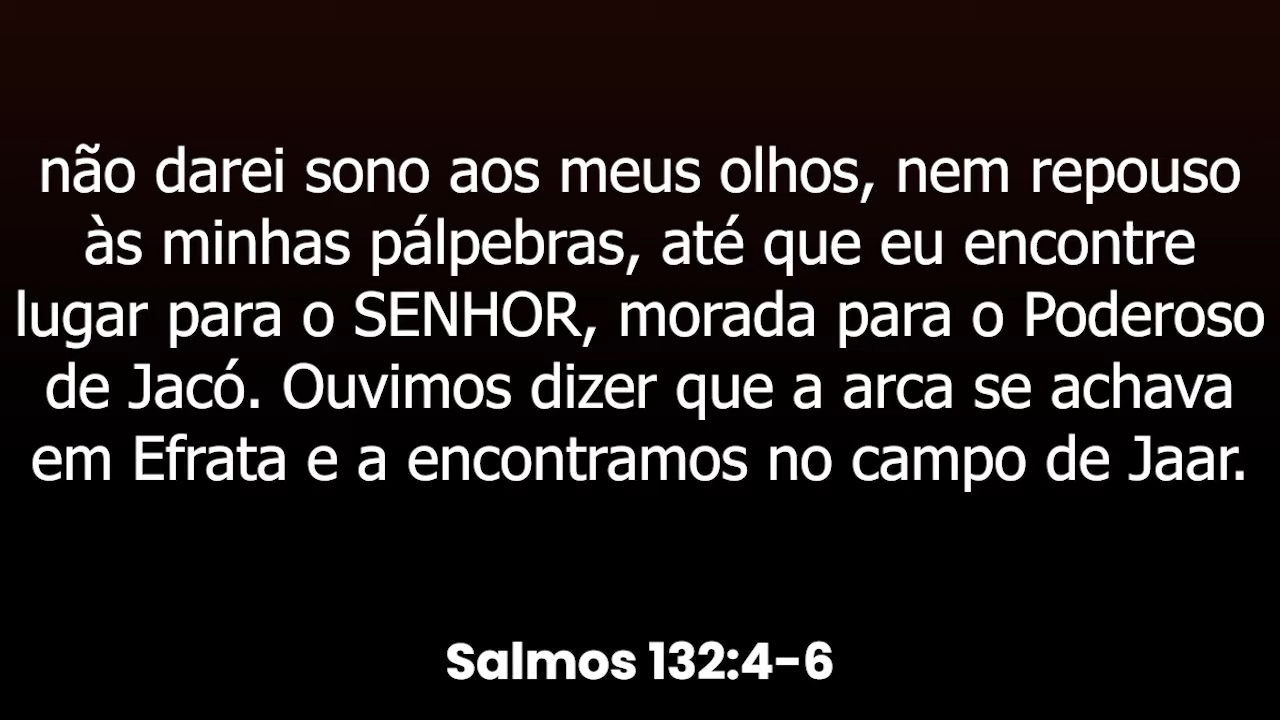 não darei sono aos meus olhos, nem repouso
às minhas pálpebras, até que eu encontre
lugar para o SENHOR, morada para o Poderoso
de Jacó. Ouvimos dizer que a arca se achava
em Efrata e a encontramos no campo de Jaar.
Salmos 132:4-6